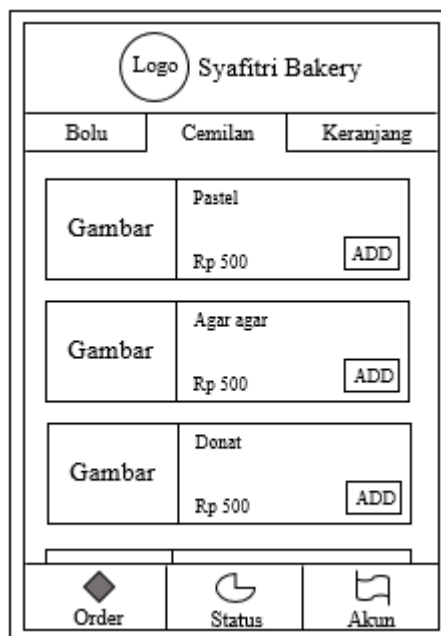 Logo Syafitri Bakery
Bolu Cemilan Keranjang
Gambar
Pastel
Rp 500
ADD
Gambar
Agar agar
Rp 500
ADD
Gambar
Donat
Rp 500
ADD
Order Status Akun